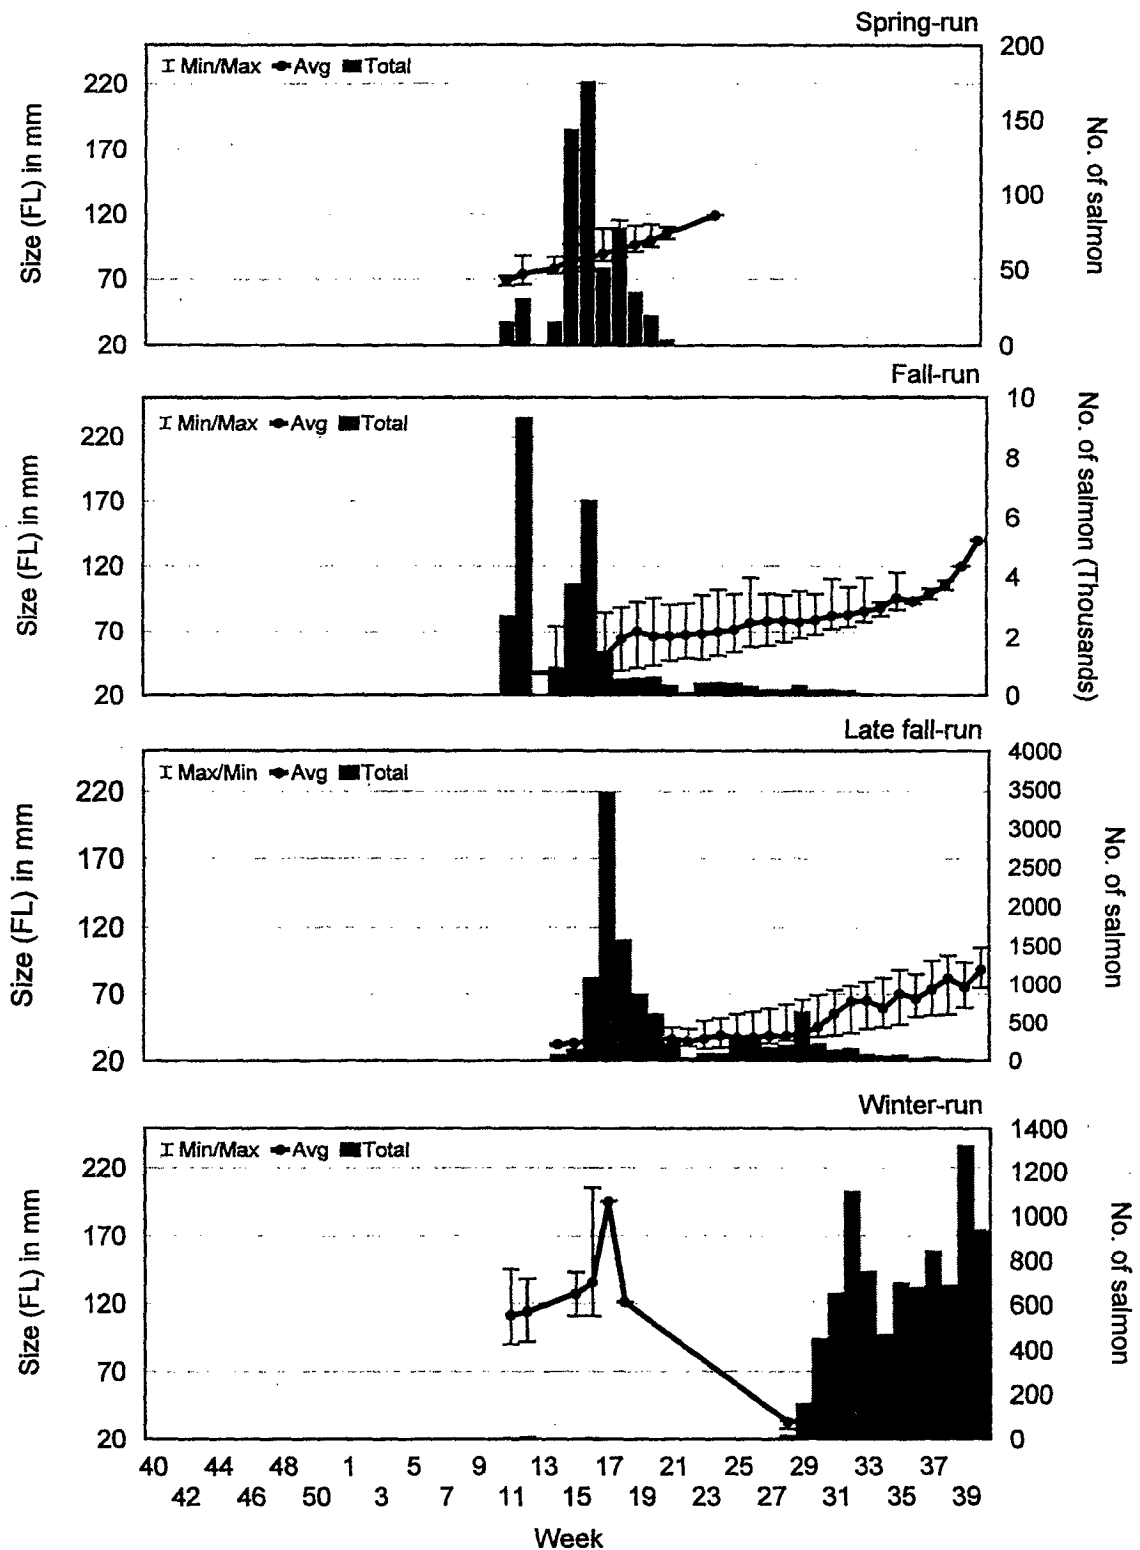 Spring-run
Min/Max Avg Total
Size (FL) in mm
220
170
120
70
20
200
150
100
50
0
No. of salmon
Fall-run
Min/Max Avg Total
Size (FL) in mm
220
170
120
70
20
10
8
6
4
2
0
No. of salmon (Thousands)
Late fall-run
Max/Min Avg Total
Size (FL) in mm
220
170
120
70
20
4000
3500
3000
2500
2000
1500
1000
500
0
No. of salmon
Winter-run
Min/Max Avg Total
Size (FL) in mm
220
170
120
70
20
1400
1200
1000
800
600
400
200
0
No. of salmon
40 44 48 1 5 9 13 17 21 25 29 33 37
42 46 50 3 7 11 15 19 23 27 31 35 39
Week